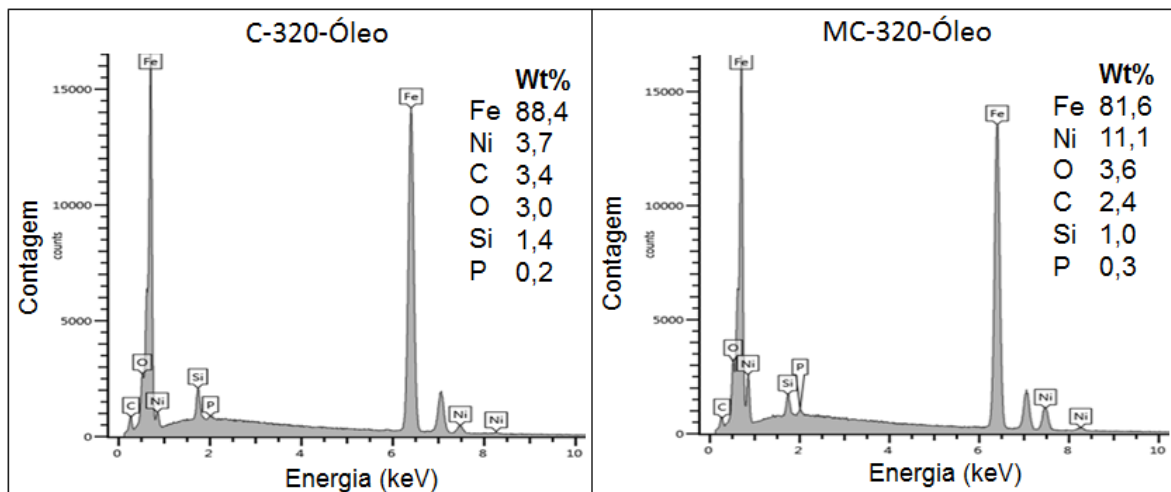 C-320-Óleo
Fe
15000
10000
5000
0
Contagem
counts
O
C
Ni
Si
P
Fe
Ni
Ni
Wt%
Fe 88,4
Ni 3,7
C 3,4
O 3,0
Si 1,4
P 0,2
0 2 4 6 8 10
Energia (keV)
MC-320-Óleo
Fe
15000
10000
5000
0
Contagem
counts
O
C
Ni
Si
P
Fe
Ni
Ni
Wt%
Fe 81,6
Ni 11,1
O 3,6
C 2,4
Si 1,0
P 0,3
0 2 4 6 8 10
Energia (keV)